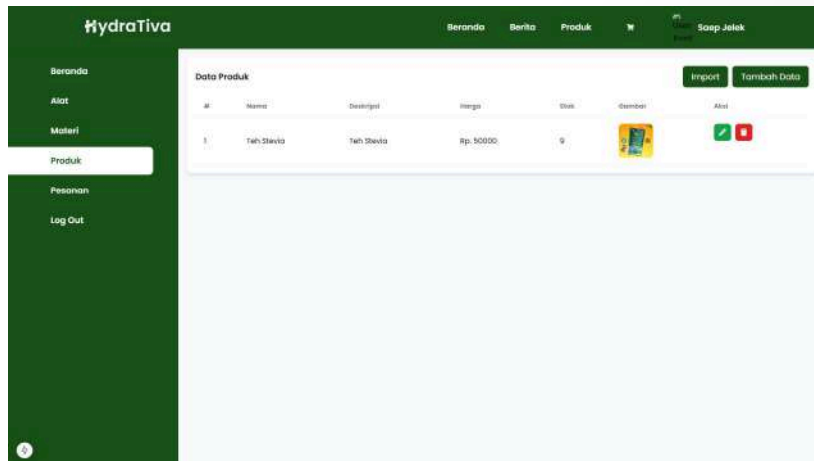 HydraTiva
Beranda Berita Produk
Saep Jelek
Beranda
Alat
Materi
Produk
Pesanan
Log Out
Data Produk
Import Tambah Data
# Nama Deskripsi Harga Stok Gambar Aksi
1 Teh Stevia Teh Stevia Rp. 50000 9